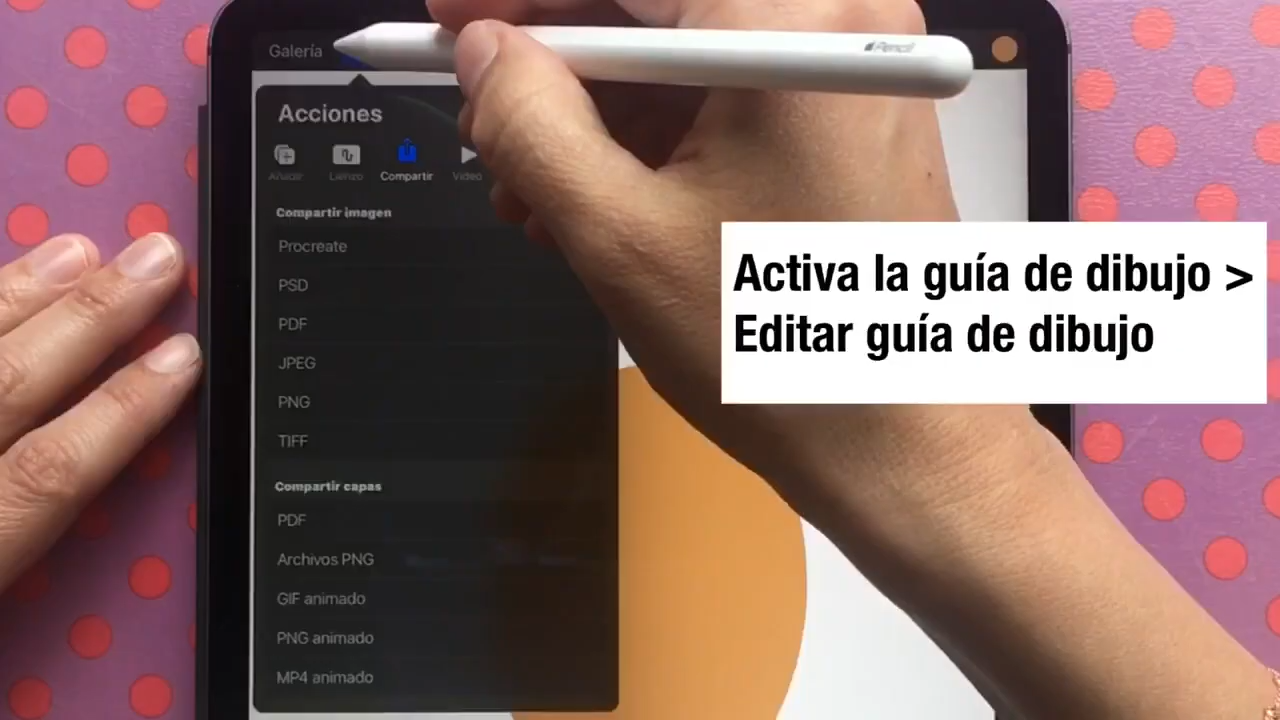 Galería
Pencil
Acciones
Añadir Lienzo Compartir Vídeo
Compartir imagen
Procreate
PSD
PDF
JPEG
PNG
TIFF
Compartir capas
PDF
Archivos PNG
GIF animado
PNG animado
MP4 animado
Activa la guía de dibujo >
Editar guía de dibujo